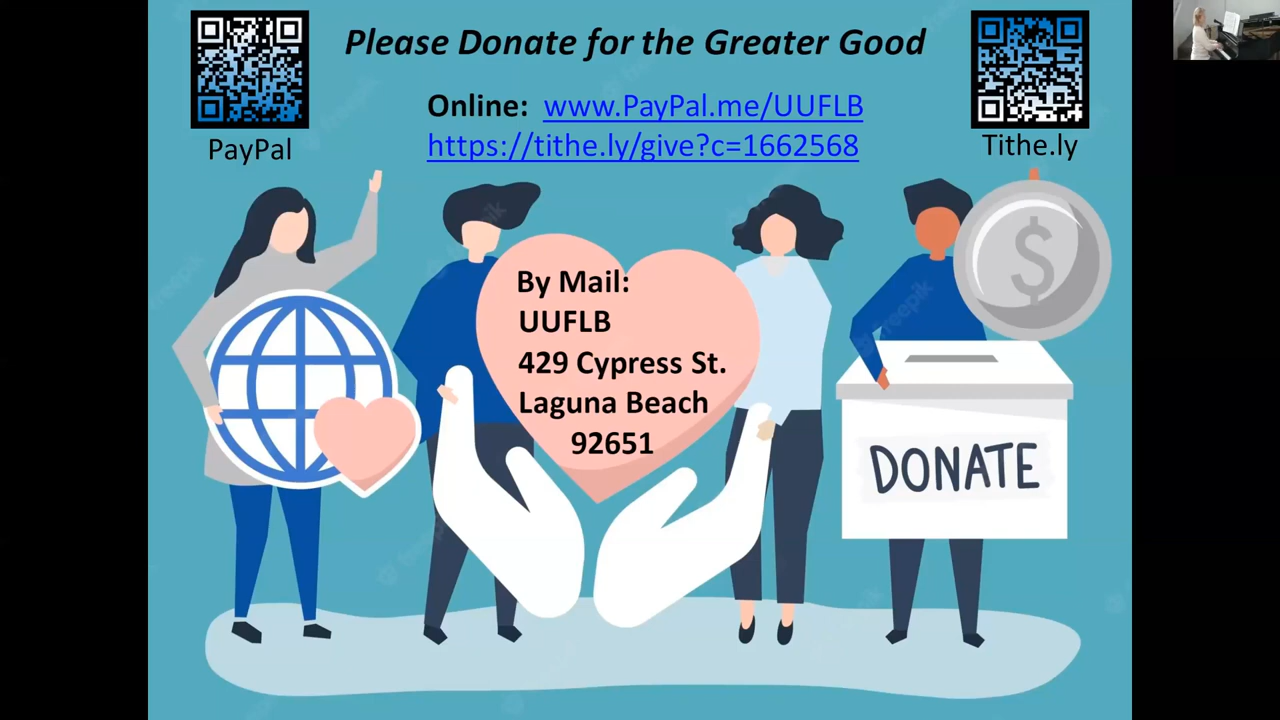 Please Donate for the Greater Good
Online: www.PayPal.me/UUFLB
https://tithe.ly/give?c=1662568
PayPal
Tithe.ly
By Mail:
UUFLB
429 Cypress St.
Laguna Beach
92651
$
DONATE
freepik